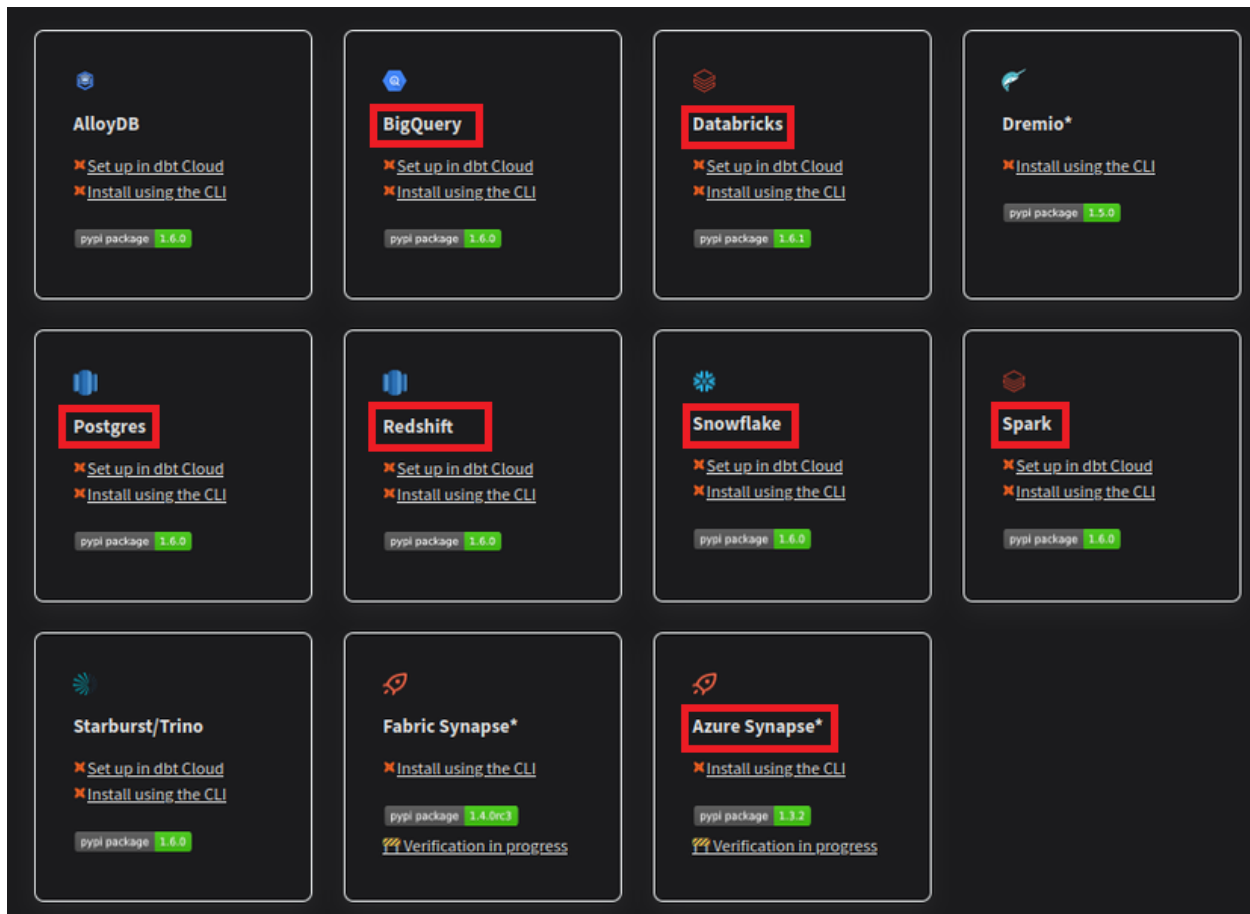 AlloyDB
Set up in dbt Cloud
Install using the CLI
pypi package 1.6.0
BigQuery
Set up in dbt Cloud
Install using the CLI
pypi package 1.6.0
Databricks
Set up in dbt Cloud
Install using the CLI
pypi package 1.6.1
Dremio*
Install using the CLI
pypi package 1.5.0
Postgres
Set up in dbt Cloud
Install using the CLI
pypi package 1.6.0
Redshift
Set up in dbt Cloud
Install using the CLI
pypi package 1.6.0
Snowflake
Set up in dbt Cloud
Install using the CLI
pypi package 1.6.0
Spark
Set up in dbt Cloud
Install using the CLI
pypi package 1.6.0
Starburst/Trino
Set up in dbt Cloud
Install using the CLI
pypi package 1.6.0
Fabric Synapse*
Install using the CLI
pypi package 1.4.0rc3
🚧 Verification in progress
Azure Synapse*
Install using the CLI
pypi package 1.3.2
🚧 Verification in progress